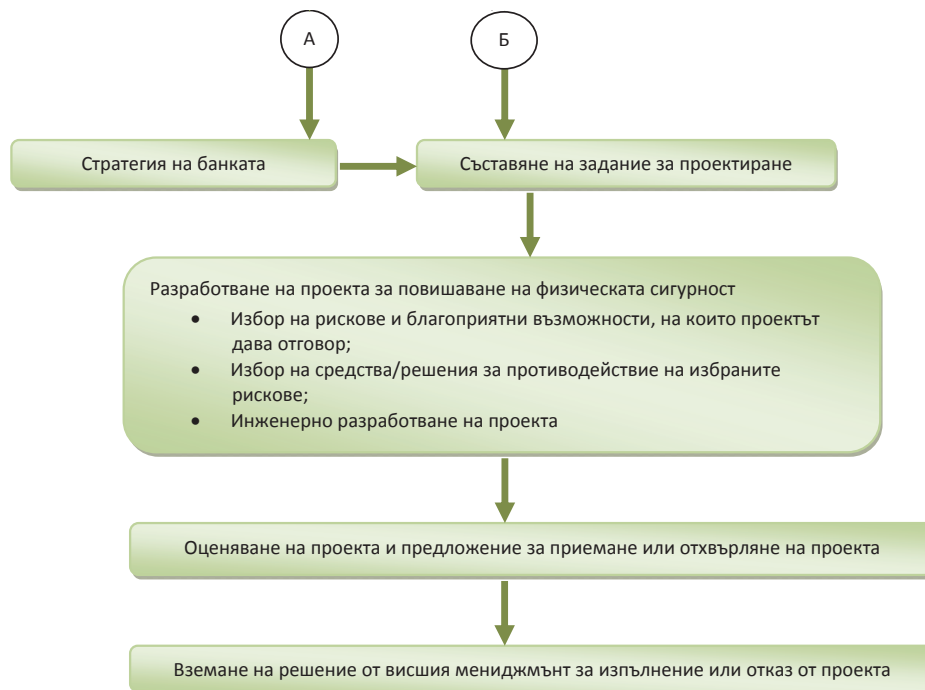 А
Б
Стратегия на банката
Съставяне на задание за проектиране
Разработване на проекта за повишаване на физическата сигурност
• Избор на рискове и благоприятни възможности, на които проектът
дава отговор;
• Избор на средства/решения за противодействие на избраните
рискове;
• Инженерно разработване на проекта
Оценяване на проекта и предложение за приемане или отхвърляне на проекта
Вземане на решение от висшия мениджмънт за изпълнение или отказ от проекта